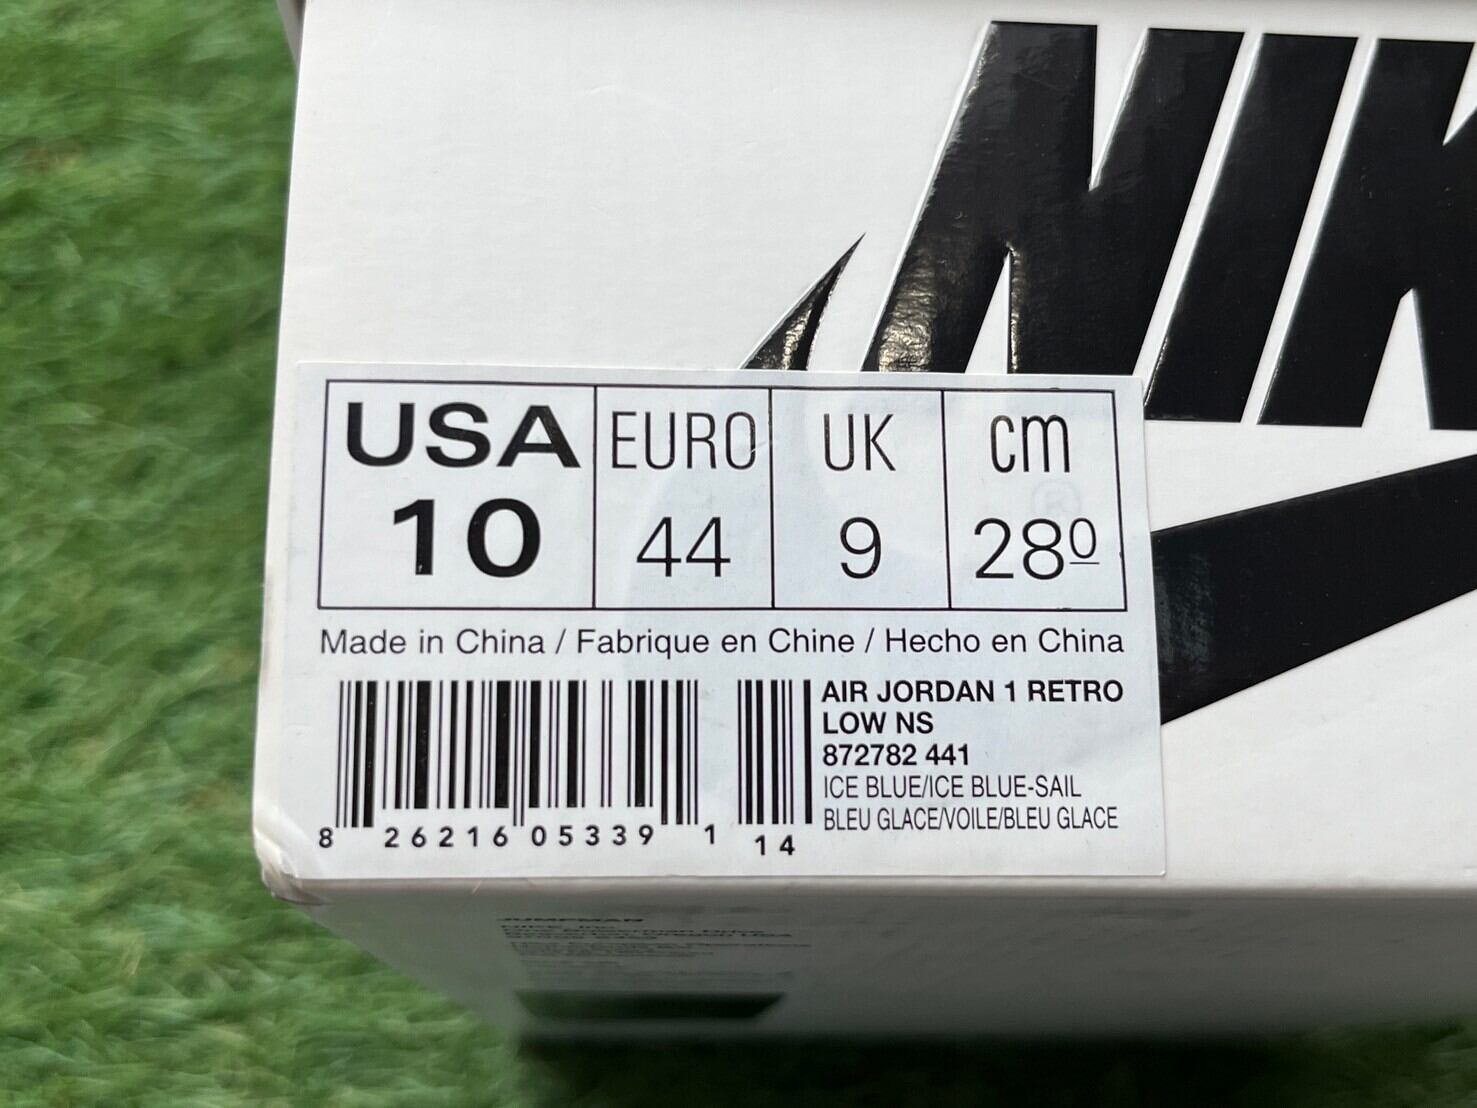 NIK
USA EURO UK cm
10 44 9 28 0
Made in China / Fabrique en Chine / Hecho en China
AIR JORDAN 1 RETRO
LOW NS
872782 441
ICE BLUE/ICE BLUE-SAIL
BLEU GLACE/VOILE/BLEU GLACE
8 26216 05339 1 14
JUMPMAN